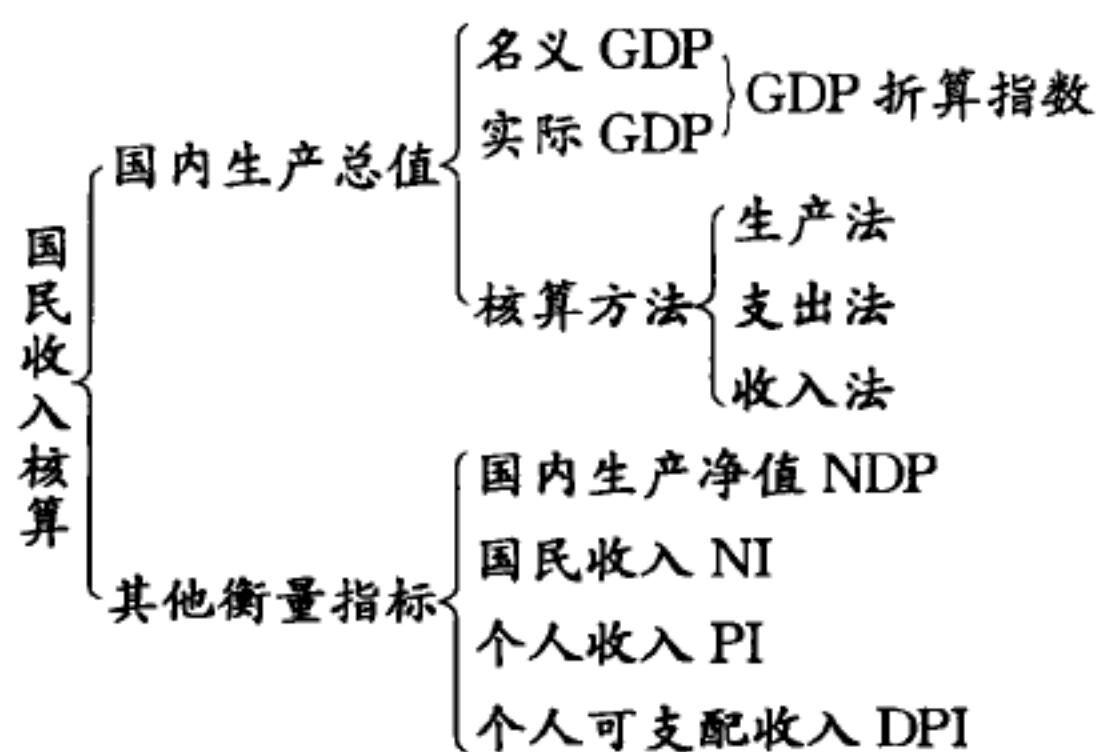 国民收入核算
国内生产总值
名义 GDP
实际 GDP
GDP 折算指数
核算方法
生产法
支出法
收入法
其他衡量指标
国内生产净值 NDP
国民收入 NI
个人收入 PI
个人可支配收入 DPI